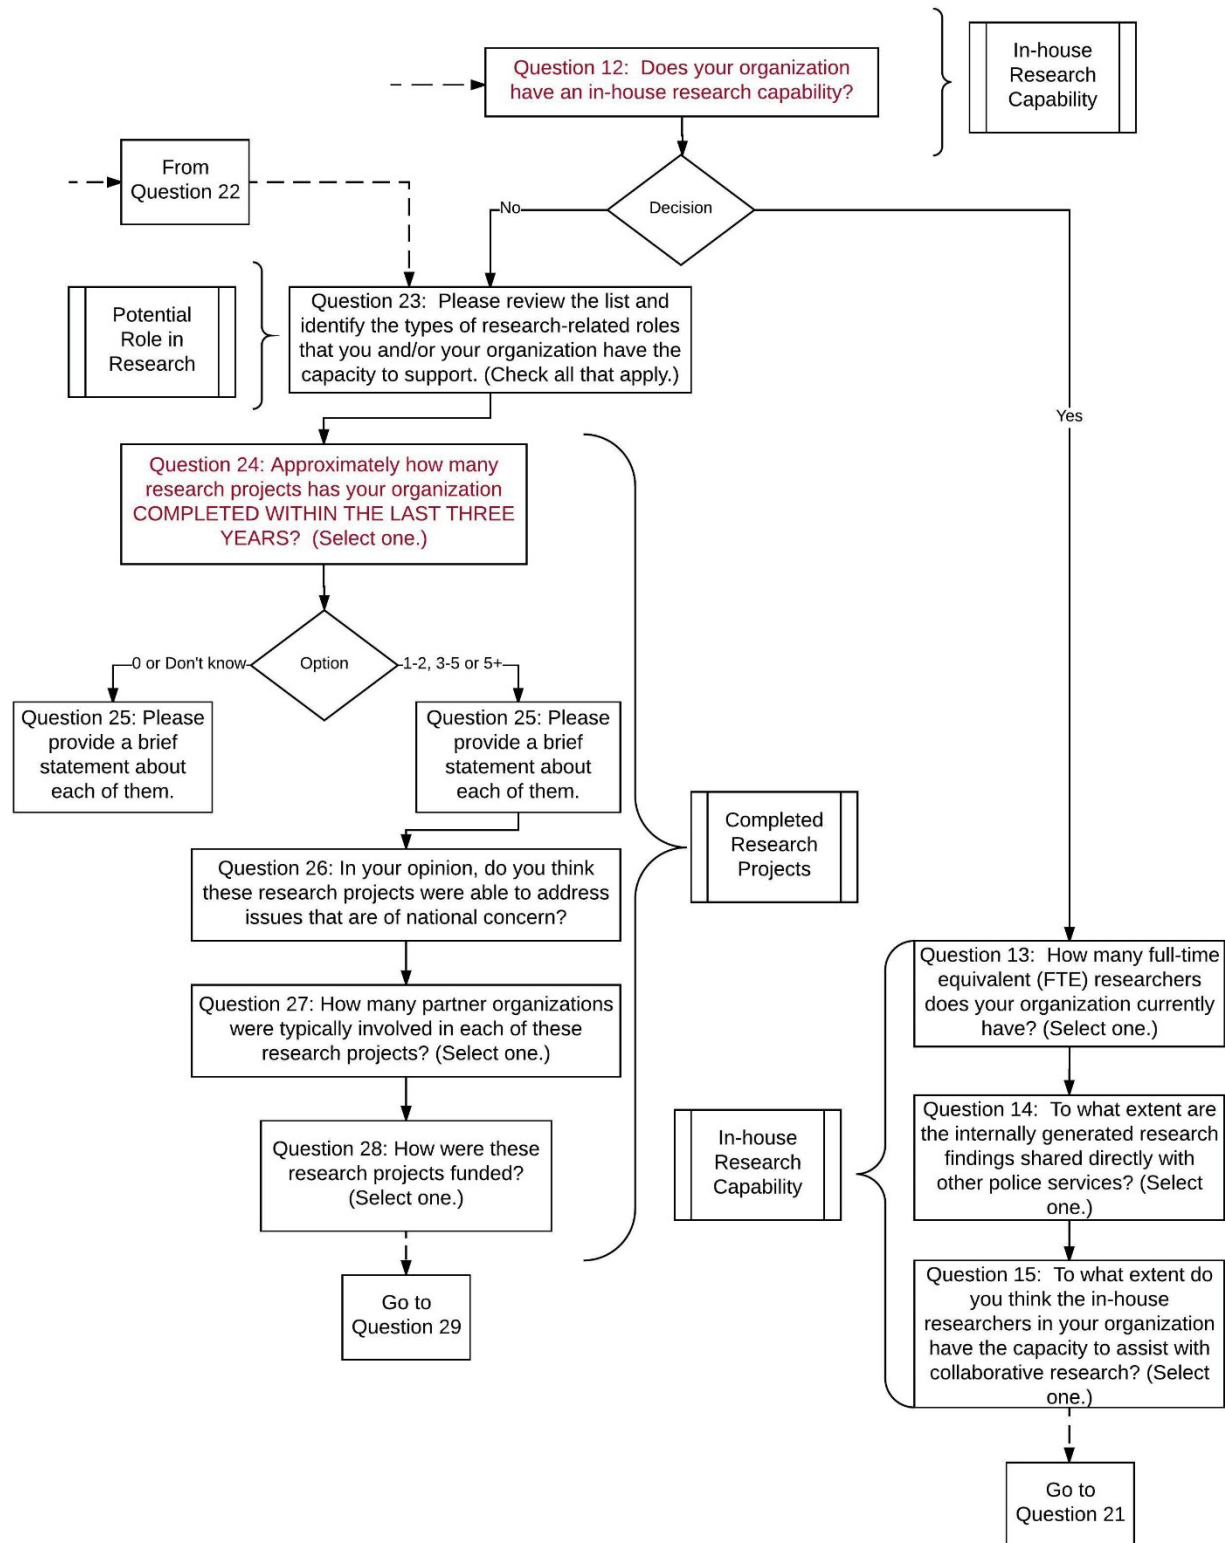 Question 12:  Does your organization
have an in-house research capability?
In-house
Research
Capability
From
Question 22
Decision
No
Potential
Role in
Research
Question 23:  Please review the list and
identify the types of research-related roles
that you and/or your organization have the
capacity to support. (Check all that apply.)
Yes
Question 24: Approximately how many
research projects has your organization
COMPLETED WITHIN THE LAST THREE
YEARS?  (Select one.)
0 or Don't know
Option
1-2, 3-5 or 5+
Question 25: Please
provide a brief
statement about
each of them.
Question 25: Please
provide a brief
statement about
each of them.
Completed
Research
Projects
Question 26: In your opinion, do you think
these research projects were able to address
issues that are of national concern?
Question 27: How many partner organizations
were typically involved in each of these
research projects? (Select one.)
Question 28: How were these
research projects funded?
(Select one.)
Go to
Question 29
In-house
Research
Capability
Question 13:  How many full-time
equivalent (FTE) researchers
does your organization currently
have? (Select one.)
Question 14:  To what extent are
the internally generated research
findings shared directly with
other police services? (Select
one.)
Question 15:  To what extent do
you think the in-house
researchers in your organization
have the capacity to assist with
collaborative research? (Select
one.)
Go to
Question 21